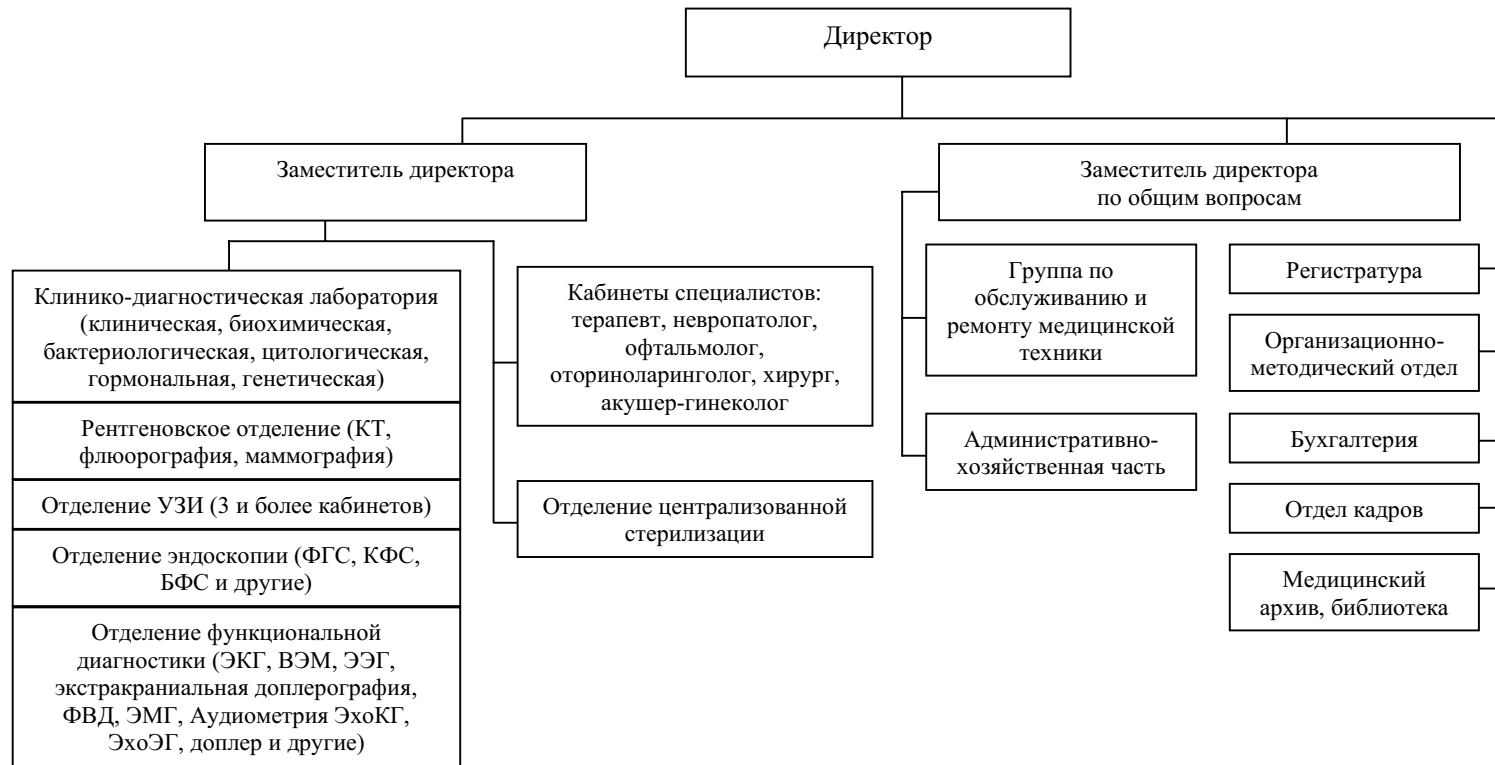 Директор
Заместитель директора
Заместитель директора
по общим вопросам
Клинико-диагностическая лаборатория
(клиническая, биохимическая,
бактериологическая, цитологическая,
гормональная, генетическая)
Рентгеновское отделение (КТ,
флюорография, маммография)
Отделение УЗИ (3 и более кабинетов)
Отделение эндоскопии (ФГС, КФС,
БФС и другие)
Отделение функциональной
диагностики (ЭКГ, ВЭМ, ЭЭГ,
экстракраниальная доплерография,
ФВД, ЭМГ, Аудиометрия ЭхоКГ,
ЭхоЭГ, доплер и другие)
Кабинеты специалистов:
терапевт, невропатолог,
офтальмолог,
оториноларинголог, хирург,
акушер-гинеколог
Отделение централизованной
стерилизации
Группа по
обслуживанию и
ремонту медицинской
техники
Административно-
хозяйственная часть
Регистратура
Организационно-
методический отдел
Бухгалтерия
Отдел кадров
Медицинский
архив, библиотека